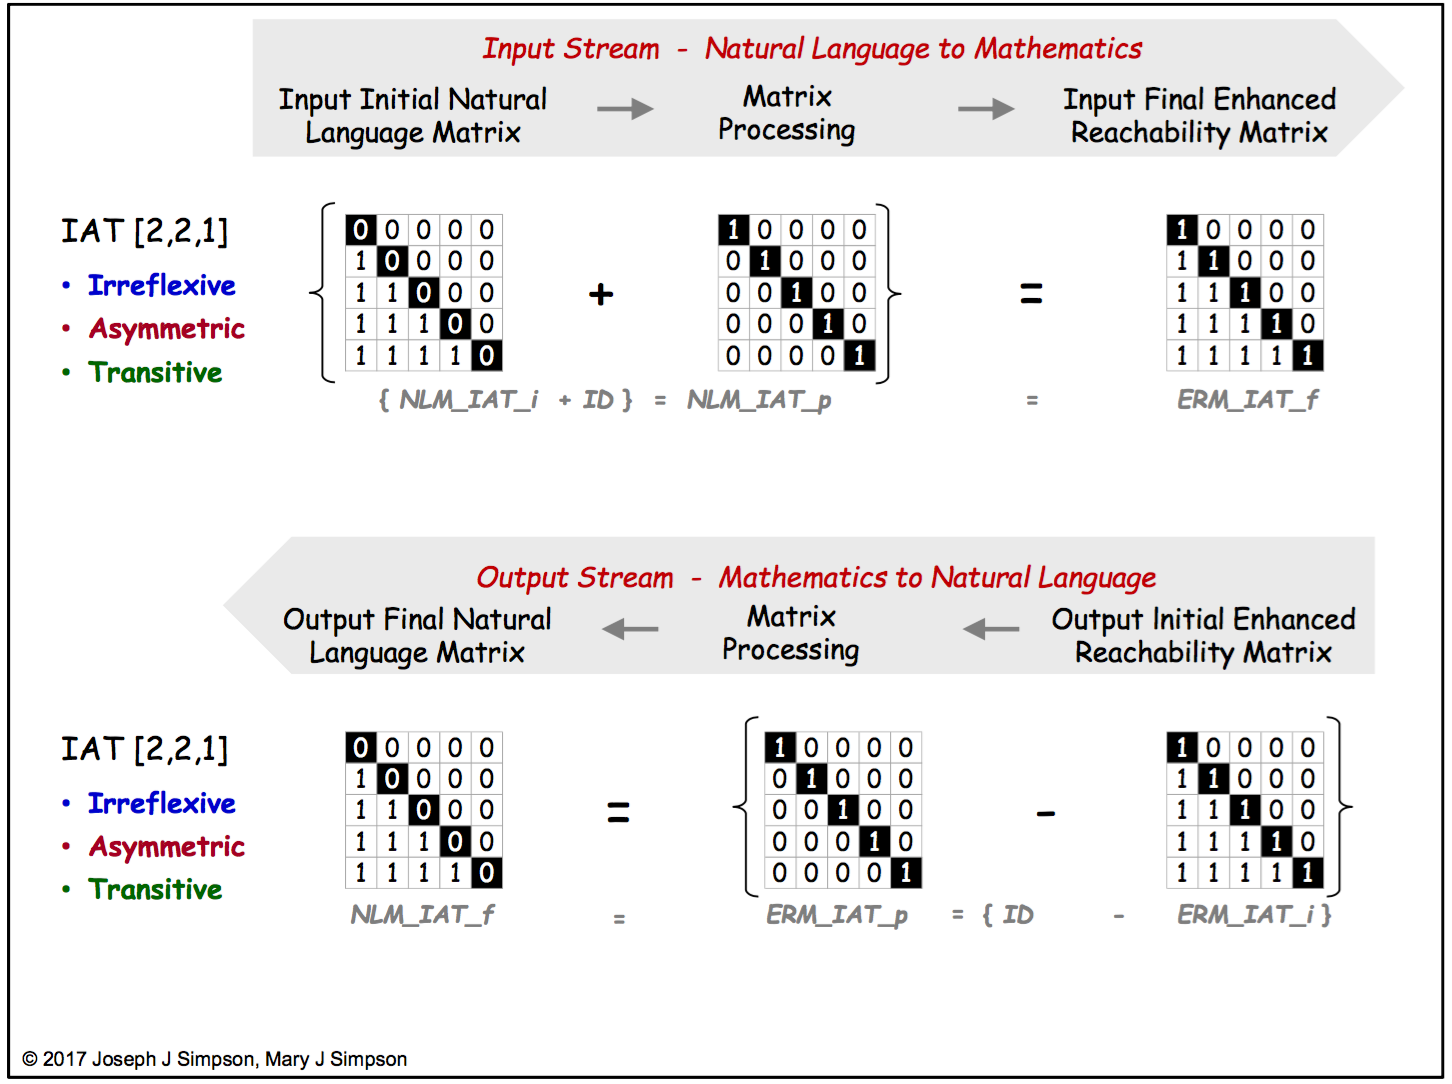 Input Stream - Natural Language to Mathematics
Input Initial Natural Language Matrix → Matrix Processing → Input Final Enhanced Reachability Matrix
IAT [2,2,1]
• Irreflexive
• Asymmetric
• Transitive
{
0 0 0 0 0
1 0 0 0 0
1 1 0 0 0
1 1 1 0 0
1 1 1 1 0
+
1 0 0 0 0
0 1 0 0 0
0 0 1 0 0
0 0 0 1 0
0 0 0 0 1
}
=
1 0 0 0 0
1 1 0 0 0
1 1 1 0 0
1 1 1 1 0
1 1 1 1 1
{ NLM_IAT_i + ID } = NLM_IAT_p = ERM_IAT_f
Output Stream - Mathematics to Natural Language
Output Final Natural Language Matrix ← Matrix Processing ← Output Initial Enhanced Reachability Matrix
IAT [2,2,1]
• Irreflexive
• Asymmetric
• Transitive
0 0 0 0 0
1 0 0 0 0
1 1 0 0 0
1 1 1 0 0
1 1 1 1 0
=
{
1 0 0 0 0
0 1 0 0 0
0 0 1 0 0
0 0 0 1 0
0 0 0 0 1
-
1 0 0 0 0
1 1 0 0 0
1 1 1 0 0
1 1 1 1 0
1 1 1 1 1
}
NLM_IAT_f = ERM_IAT_p = { ID - ERM_IAT_i }
© 2017 Joseph J Simpson, Mary J Simpson